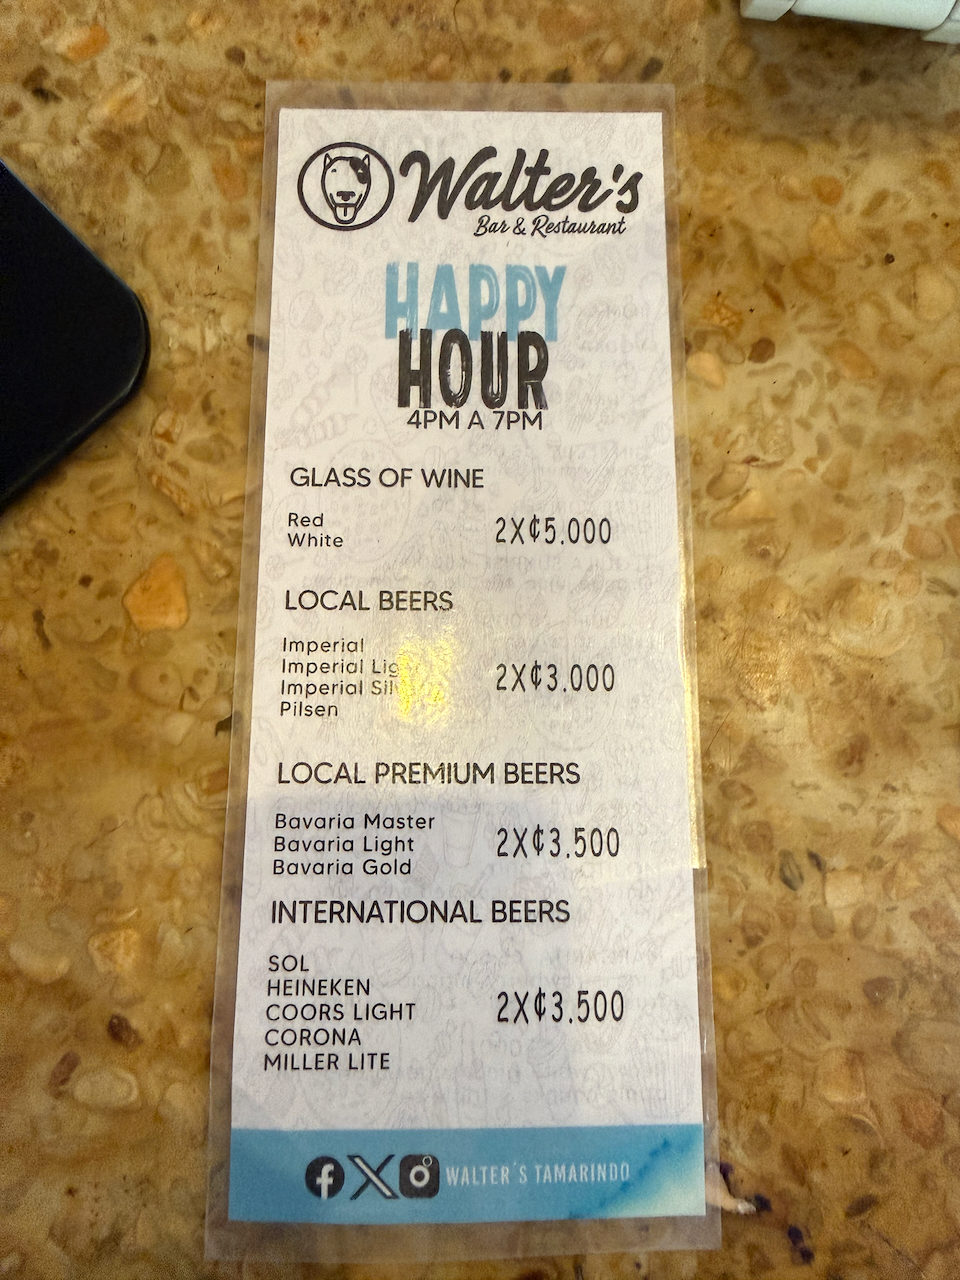 Walter's
Bar & Restaurant
HAPPY
HOUR
4PM A 7PM
GLASS OF WINE
Red
White
2X₡5.000
LOCAL BEERS
Imperial
Imperial Light
Imperial Silver
Pilsen
2X₡3.000
LOCAL PREMIUM BEERS
Bavaria Master
Bavaria Light
Bavaria Gold
2X₡3.500
INTERNATIONAL BEERS
SOL
HEINEKEN
COORS LIGHT
CORONA
MILLER LITE
2X₡3.500
WALTER´S TAMARINDO